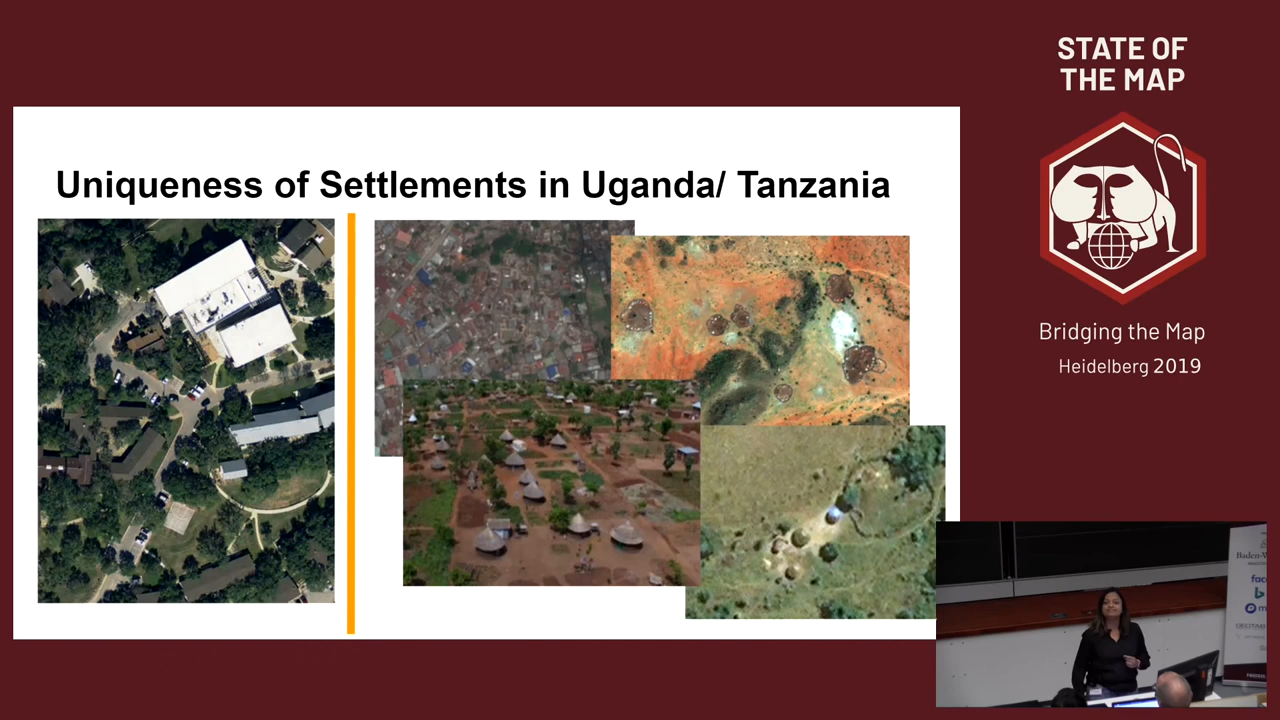 STATE OF
THE MAP
Uniqueness of Settlements in Uganda/ Tanzania
Bridging the Map
Heidelberg 2019